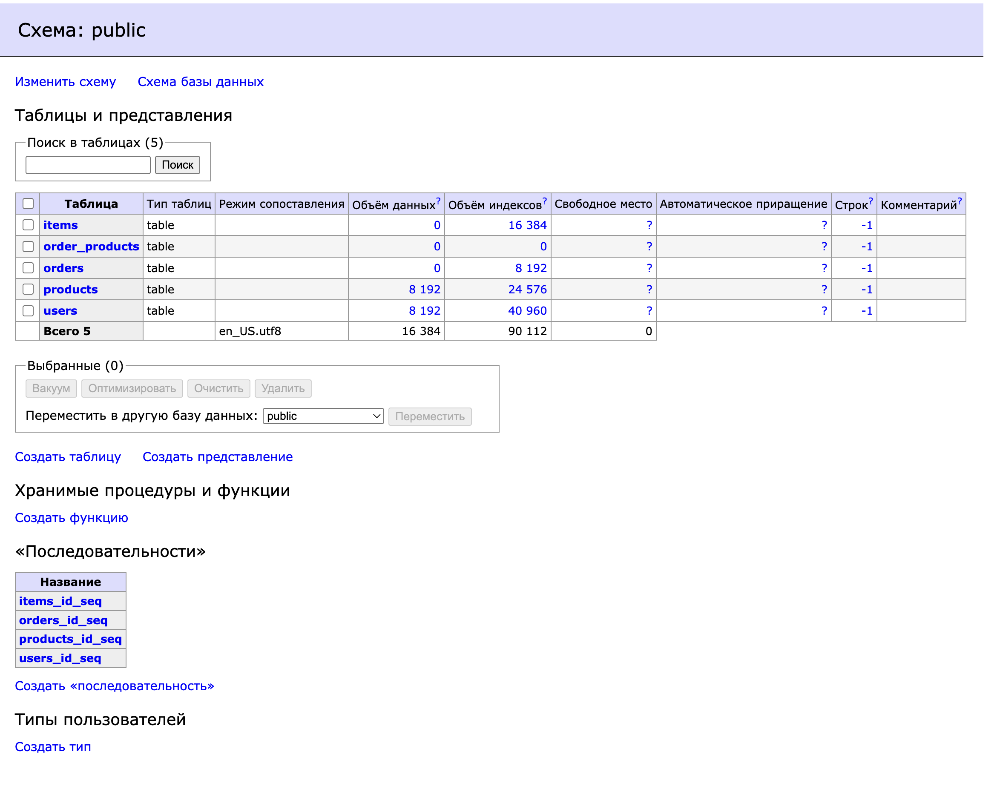 Схема: public
Изменить схему Схема базы данных
Таблицы и представления
Поиск в таблицах (5)
Поиск
Таблица Тип таблиц Режим сопоставления Объём данных? Объём индексов? Свободное место Автоматическое приращение Строк? Комментарий?
items table 0 16 384 ? ? -1
order_products table 0 0 ? ? -1
orders table 0 8 192 ? ? -1
products table 8 192 24 576 ? ? -1
users table 8 192 40 960 ? ? -1
Всего 5 en_US.utf8 16 384 90 112 0
Выбранные (0)
Вакуум Оптимизировать Очистить Удалить
Переместить в другую базу данных: public Переместить
Создать таблицу Создать представление
Хранимые процедуры и функции
Создать функцию
«Последовательности»
Название
items_id_seq
orders_id_seq
products_id_seq
users_id_seq
Создать «последовательность»
Типы пользователей
Создать тип